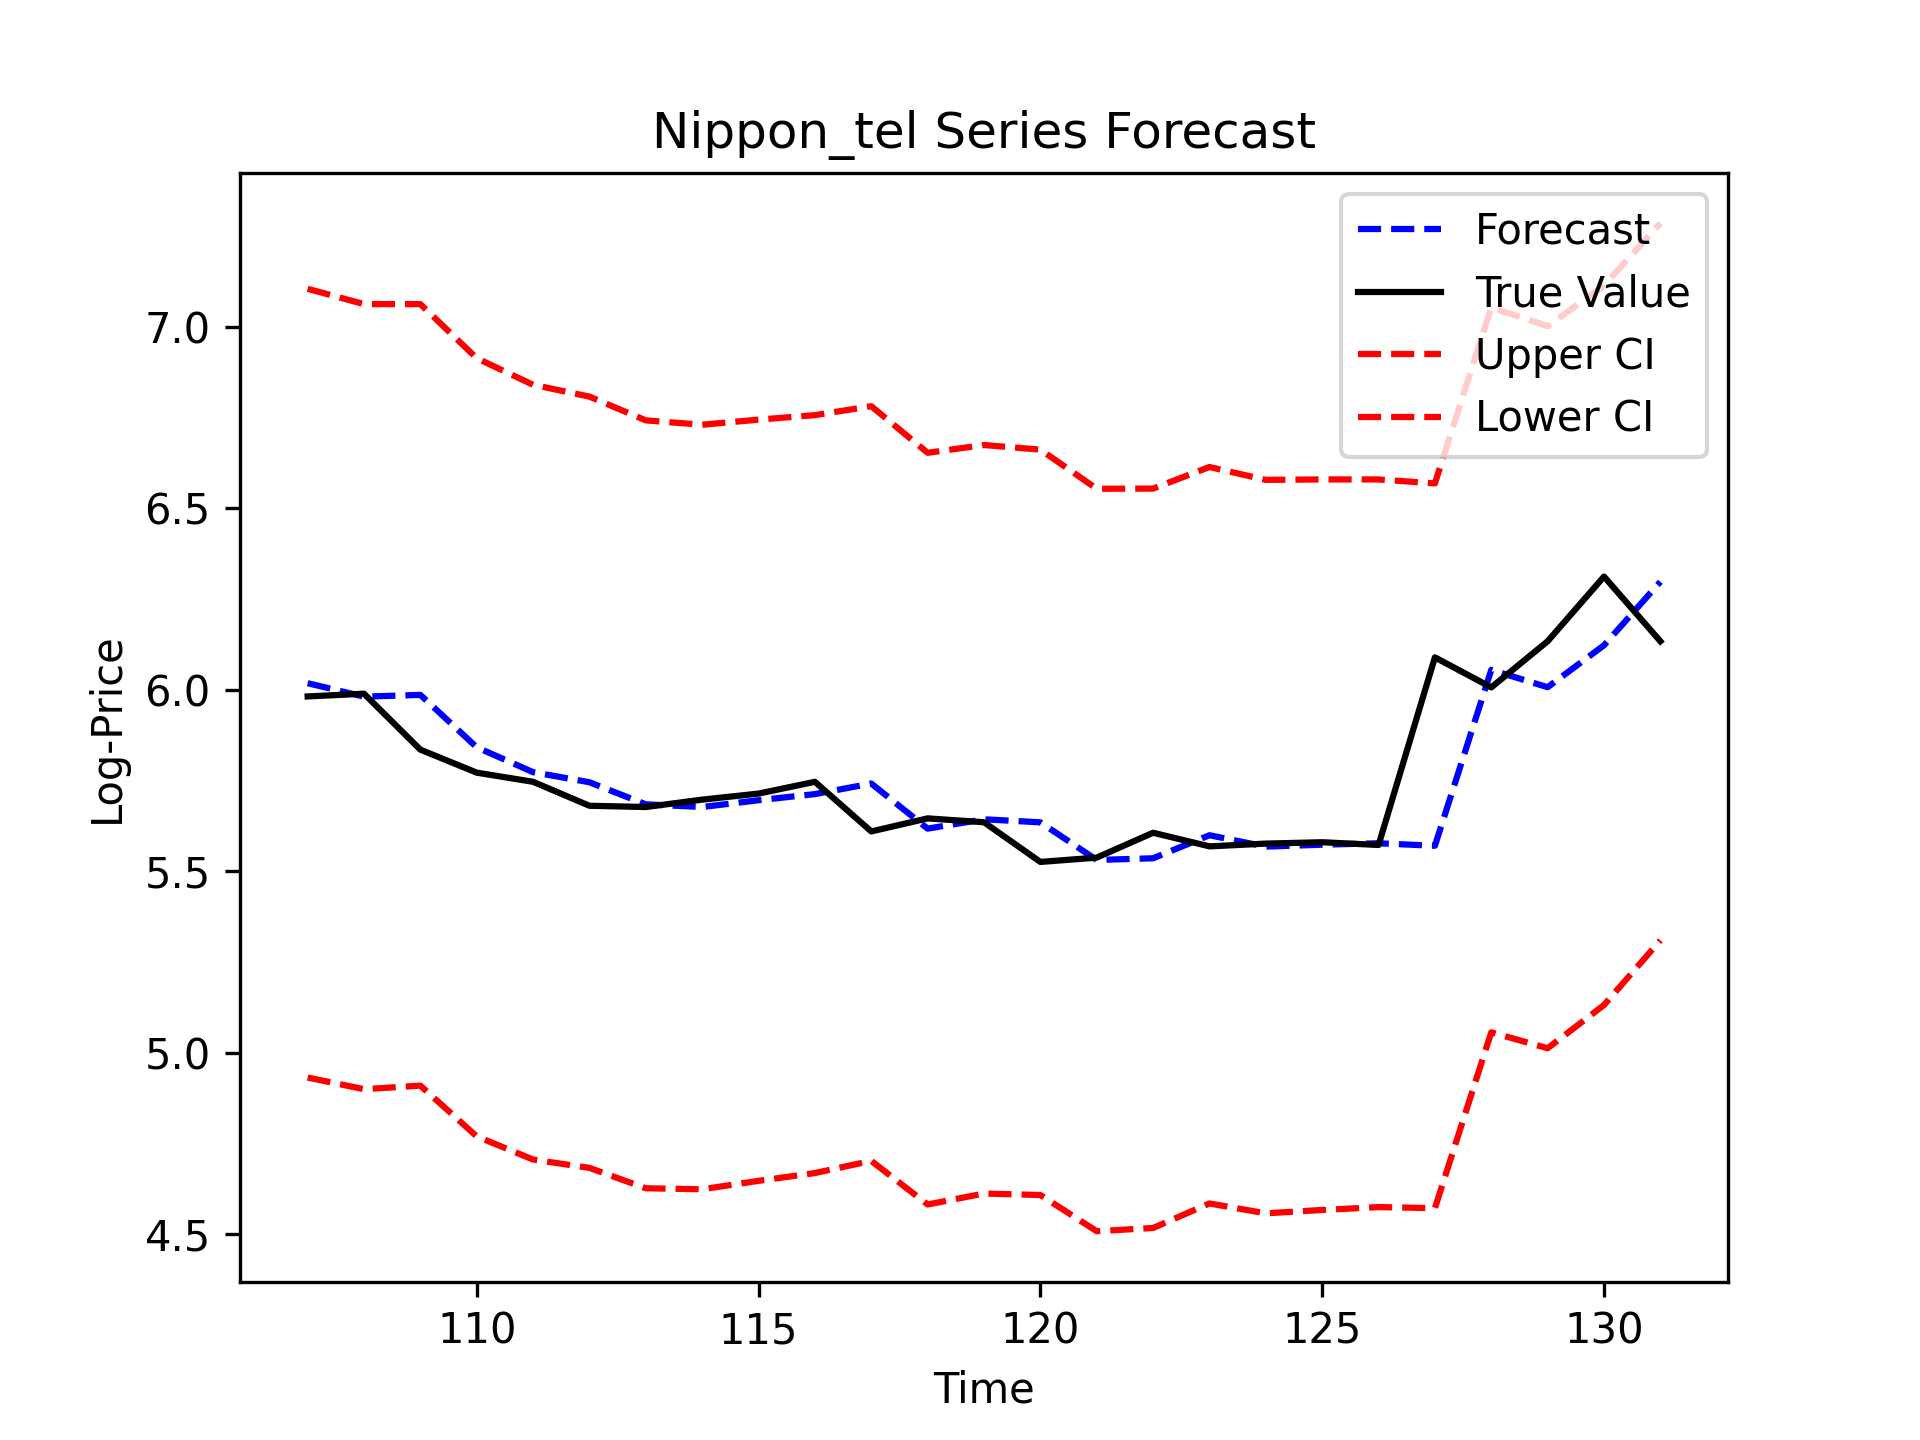 Nippon_tel Series Forecast
Forecast
True Value
Upper CI
Lower CI
7.0
6.5
6.0
5.5
5.0
4.5
Log-Price
110 115 120 125 130
Time